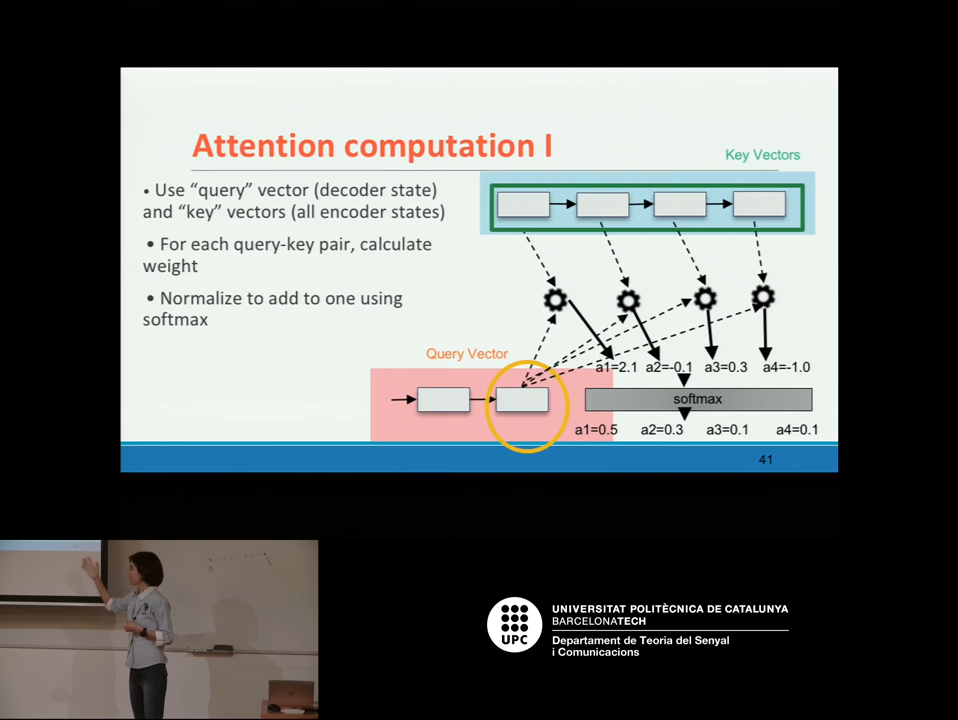 Attention computation I
Key Vectors
• Use “query” vector (decoder state)
and “key” vectors (all encoder states)
• For each query-key pair, calculate
weight
• Normalize to add to one using
softmax
Query Vector
a1=2.1 a2=-0.1 a3=0.3 a4=-1.0
softmax
a1=0.5 a2=0.3 a3=0.1 a4=0.1
41
UPC
UNIVERSITAT POLITÈCNICA DE CATALUNYA
BARCELONATECH
Departament de Teoria del Senyal
i Comunicacions